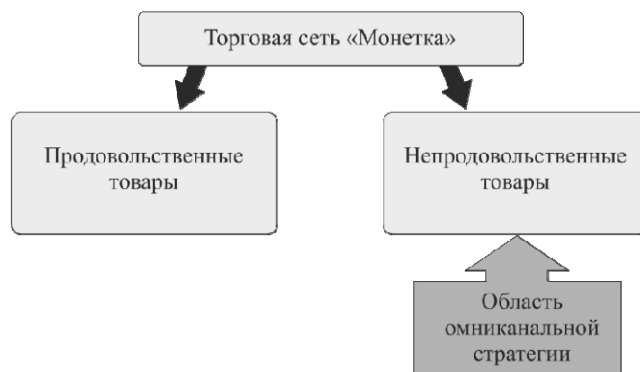 Торговая сеть «Монетка»
Продовольственные
товары
Непродовольственные
товары
Область
омниканальной
стратегии